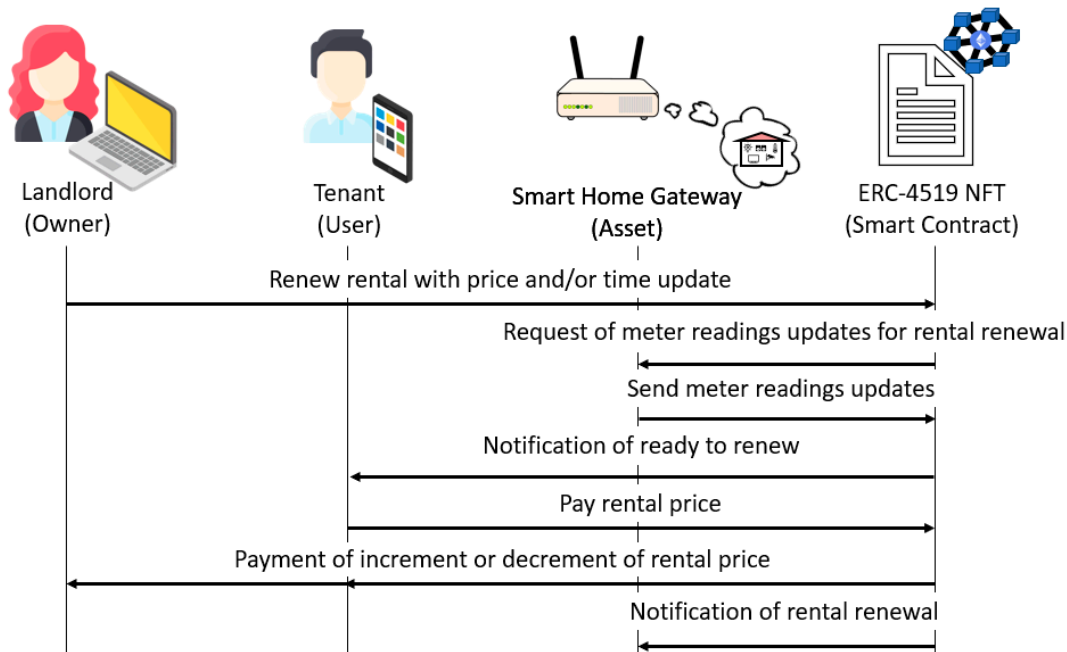 Landlord
(Owner)
Tenant
(User)
Smart Home Gateway
(Asset)
ERC-4519 NFT
(Smart Contract)
Renew rental with price and/or time update
Request of meter readings updates for rental renewal
Send meter readings updates
Notification of ready to renew
Pay rental price
Payment of increment or decrement of rental price
Notification of rental renewal